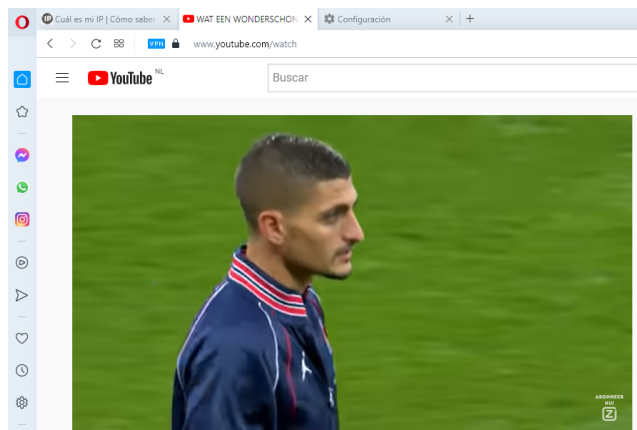 Cuál es mi IP | Cómo saber
WAT EEN WONDERSCHON
Configuración
VPN
www.youtube.com/watch
YouTube NL
Buscar
ABONNEER
NU!
Z